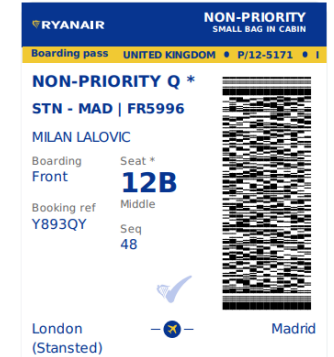 RYANAIR
NON-PRIORITY
SMALL BAG IN CABIN
Boarding pass UNITED KINGDOM • P/12-5171 • I
NON-PRIORITY Q *
STN - MAD | FR5996
MILAN LALOVIC
Boarding
Front
Seat *
12B
Middle
Booking ref
Y893QY
Seq
48
London
(Stansted)
Madrid